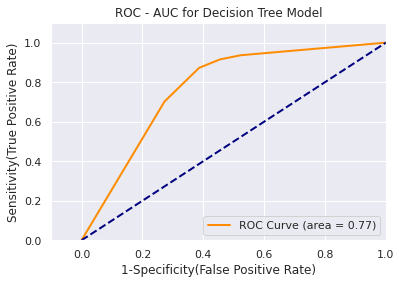 ROC - AUC for Decision Tree Model
Sensitivity(True Positive Rate)
1.0
0.8
0.6
0.4
0.2
0.0
ROC Curve (area = 0.77)
0.0 0.2 0.4 0.6 0.8 1.0
1-Specificity(False Positive Rate)